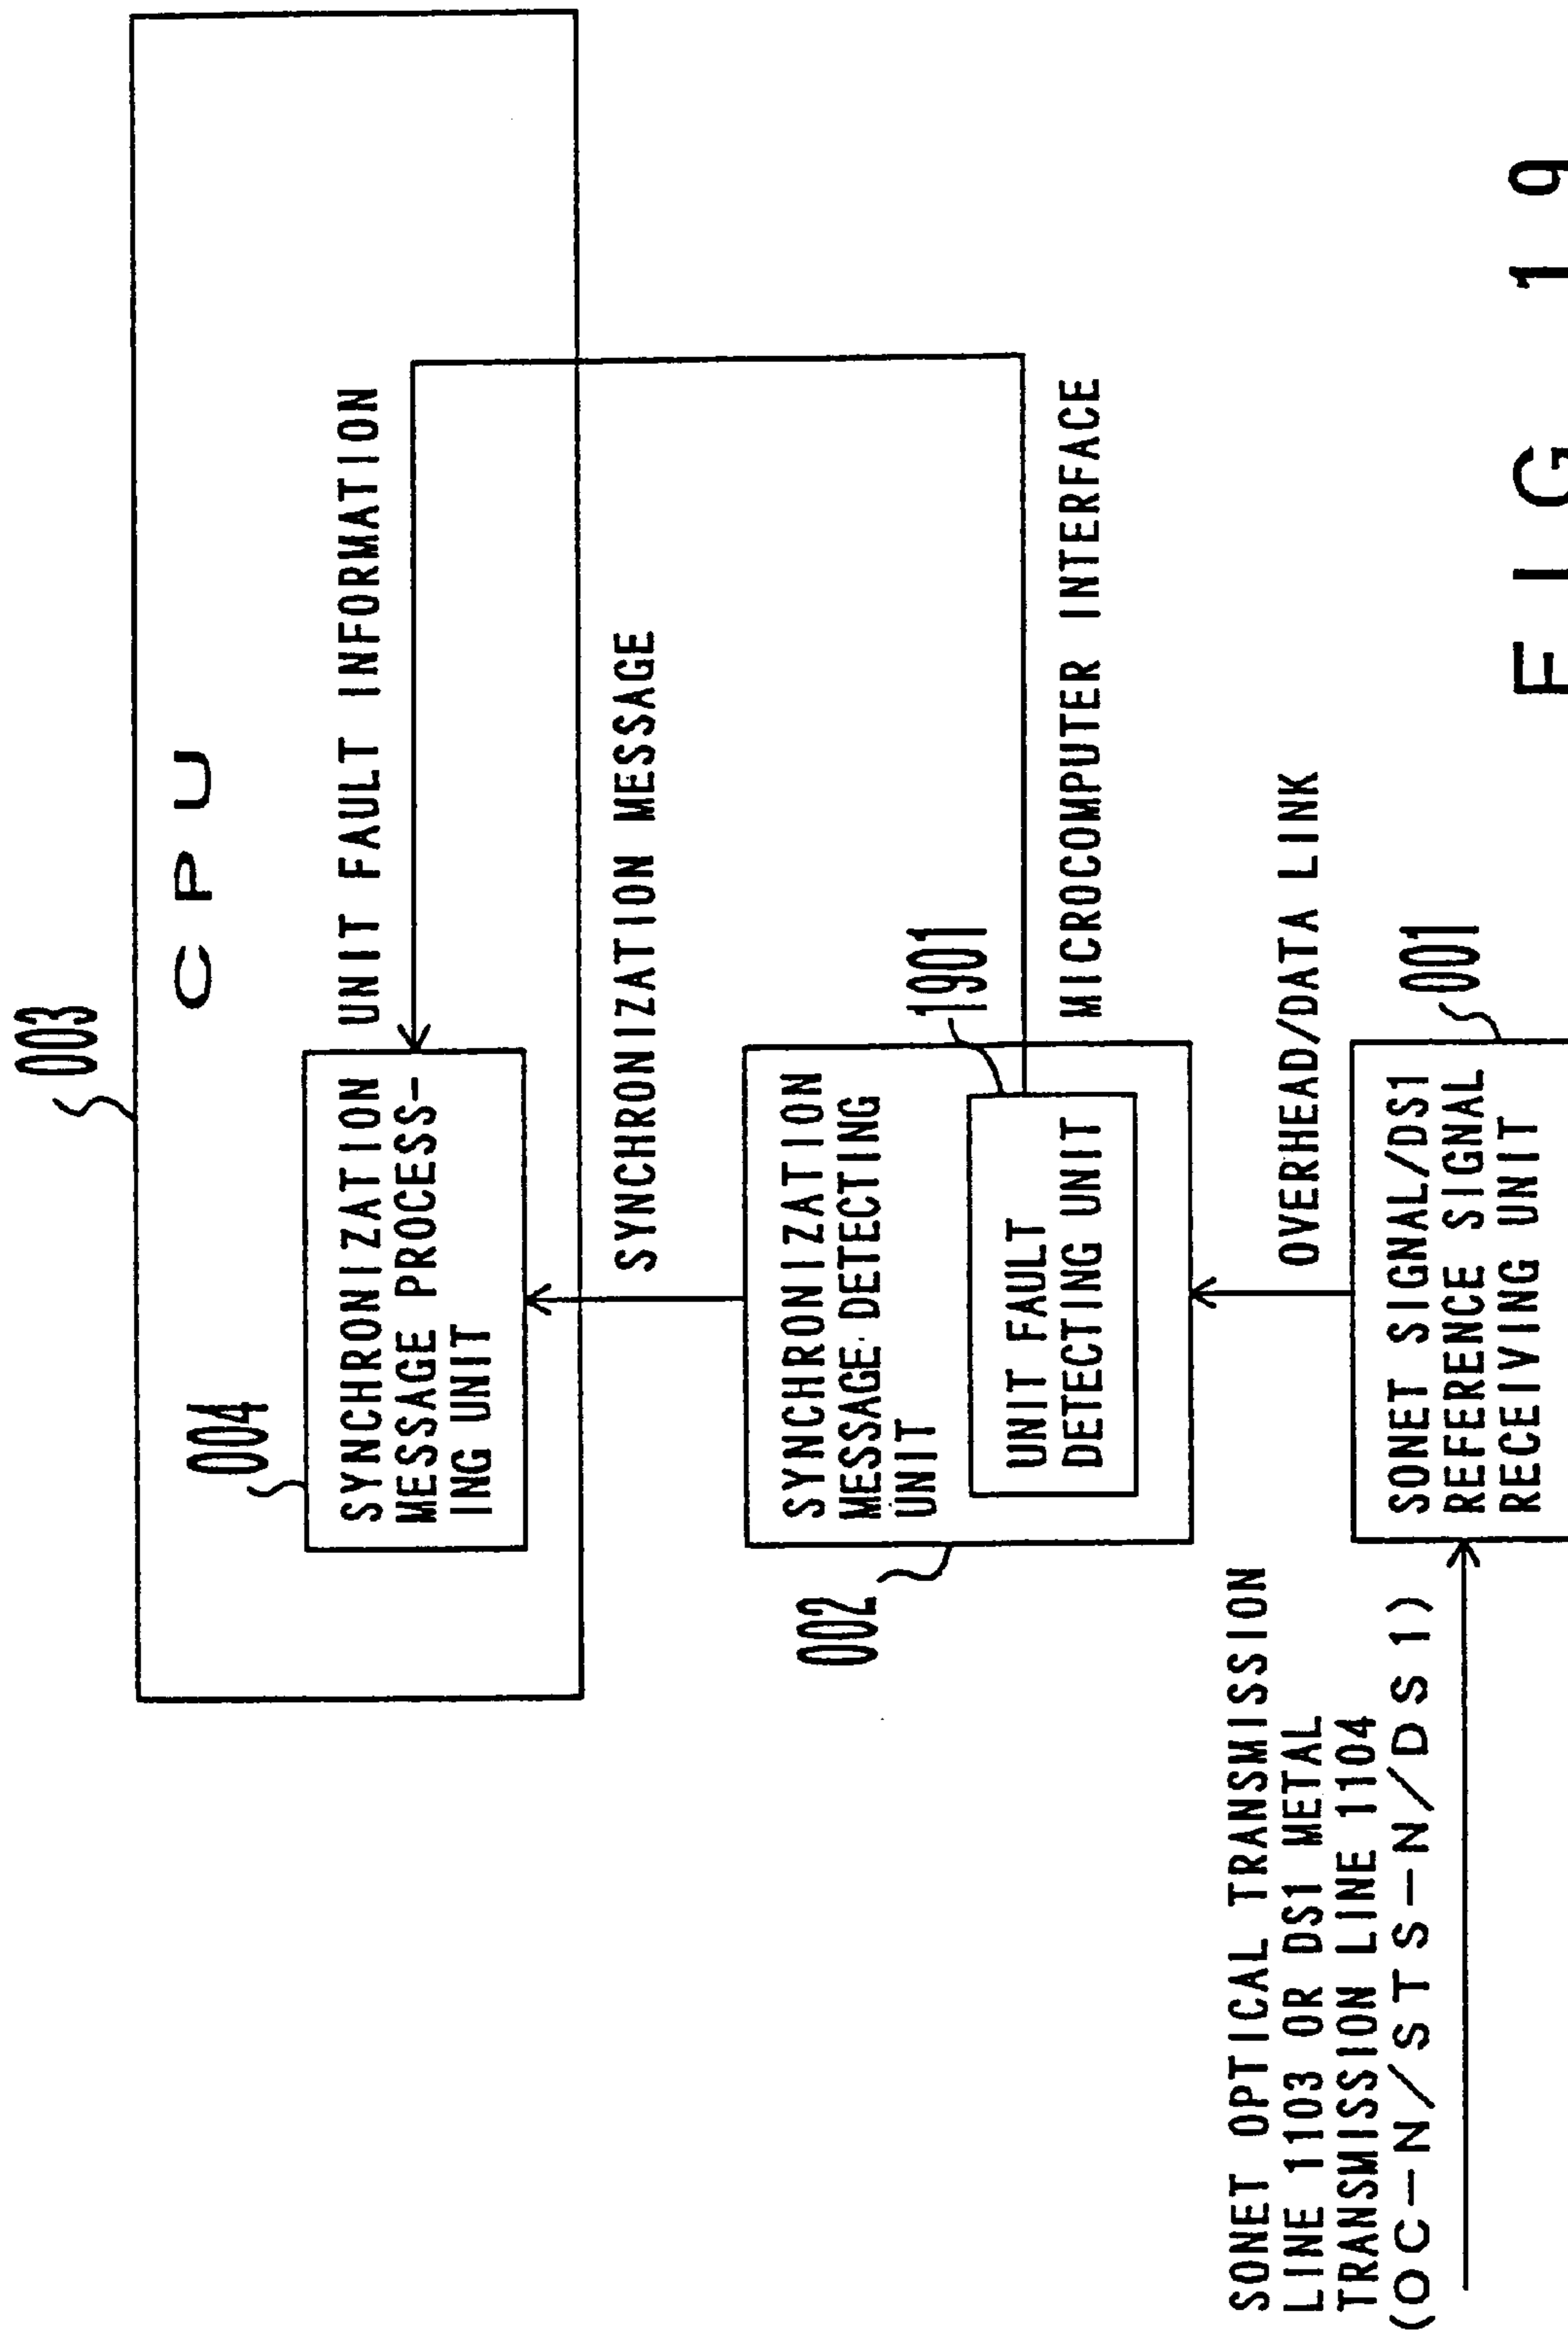 003
CPU
004
SYNCHRONIZATION
MESSAGE PROCESS-
ING UNIT
UNIT FAULT INFORMATION
SYNCHRONIZATION MESSAGE
002
SYNCHRONIZATION
MESSAGE DETECTING
UNIT
1901
UNIT FAULT
DETECTING UNIT
MICROCOMPUTER INTERFACE
OVERHEAD/DATA LINK
SONET OPTICAL TRANSMISSION
LINE 1103 OR DS1 METAL
TRANSMISSION LINE 1104
(OC-N/STS-N/DS1)
001
SONET SIGNAL/DS1
REFERENCE SIGNAL
RECEIVING UNIT
FIG 19